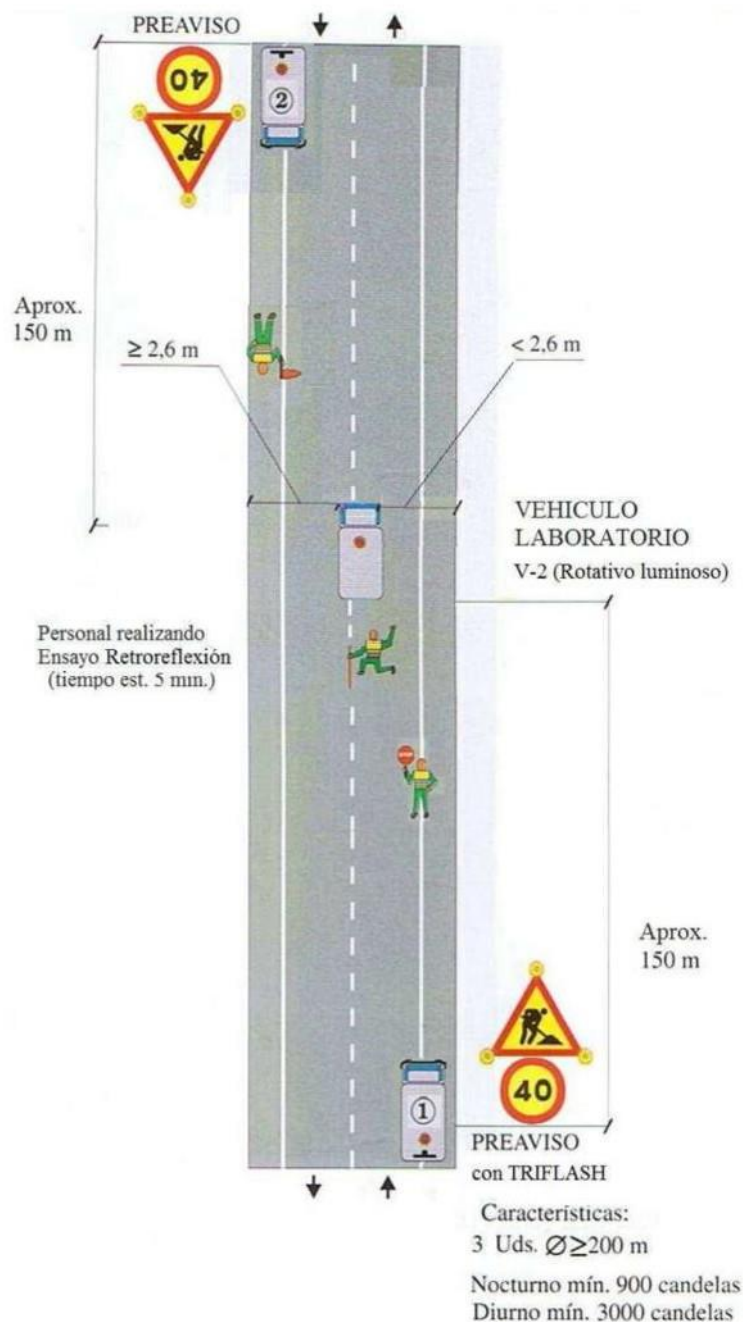 PREAVISO
40
2
Aprox.
150 m
≥ 2,6 m
< 2,6 m
VEHICULO
LABORATORIO
V-2 (Rotativo luminoso)
Personal realizando
Ensayo Retroreflexión
(tiempo est. 5 min.)
STOP
Aprox.
150 m
40
1
PREAVISO
con TRIFLASH
Características:
3 Uds. Ø≥200 m
Nocturno mín. 900 candelas
Diurno mín. 3000 candelas